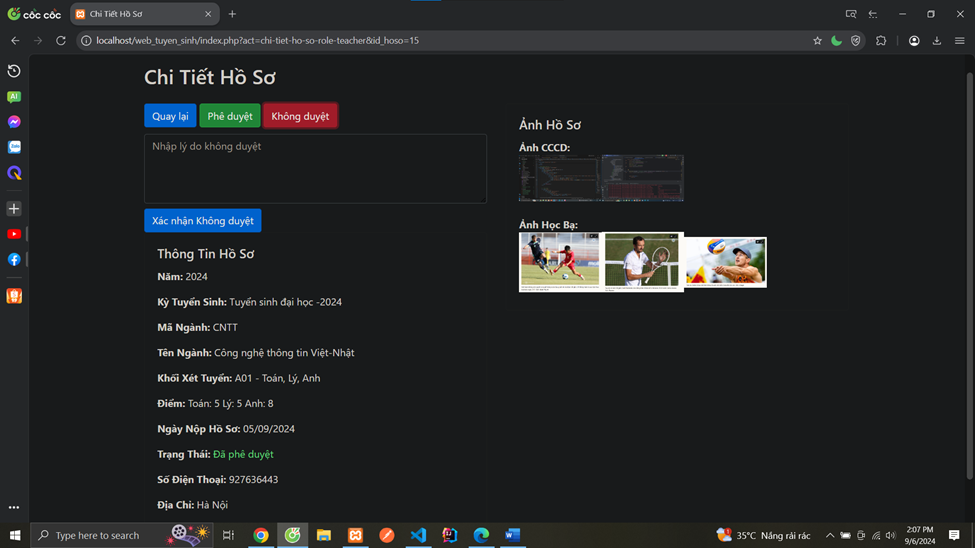 cốc cốc
Chi Tiết Hồ Sơ
localhost/web_tuyen_sinh/index.php?act=chi-tiet-ho-so-role-teacher&id_hoso=15
Chi Tiết Hồ Sơ
Quay lại
Phê duyệt
Không duyệt
Nhập lý do không duyệt
Xác nhận Không duyệt
Thông Tin Hồ Sơ
Năm: 2024
Kỳ Tuyển Sinh: Tuyển sinh đại học -2024
Mã Ngành: CNTT
Tên Ngành: Công nghệ thông tin Việt-Nhật
Khối Xét Tuyển: A01 - Toán, Lý, Anh
Điểm: Toán: 5 Lý: 5 Anh: 8
Ngày Nộp Hồ Sơ: 05/09/2024
Trạng Thái: Đã phê duyệt
Số Điện Thoại: 927636443
Địa Chỉ: Hà Nội
Ảnh Hồ Sơ
Ảnh CCCD:
Ảnh Học Bạ:
AI
Zalo
Type here to search
35°C Nắng rải rác
2:07 PM
9/6/2024